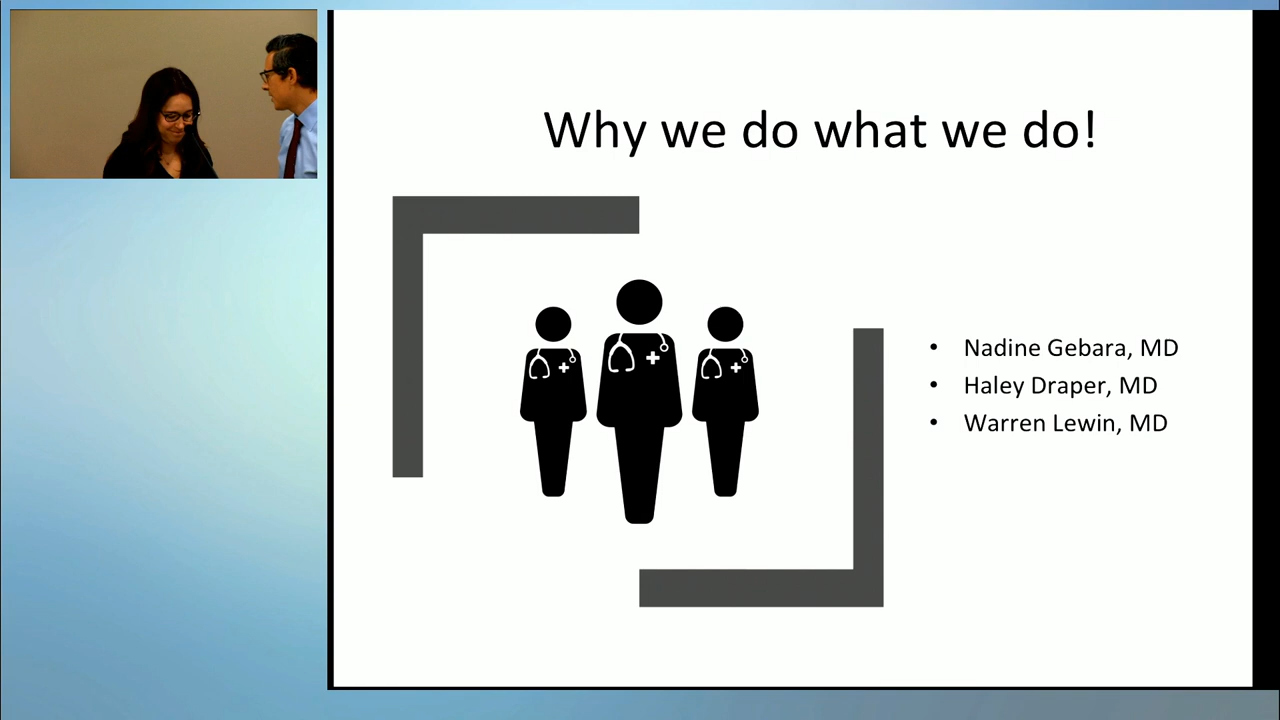 Why we do what we do!
• Nadine Gebara, MD
• Haley Draper, MD
• Warren Lewin, MD